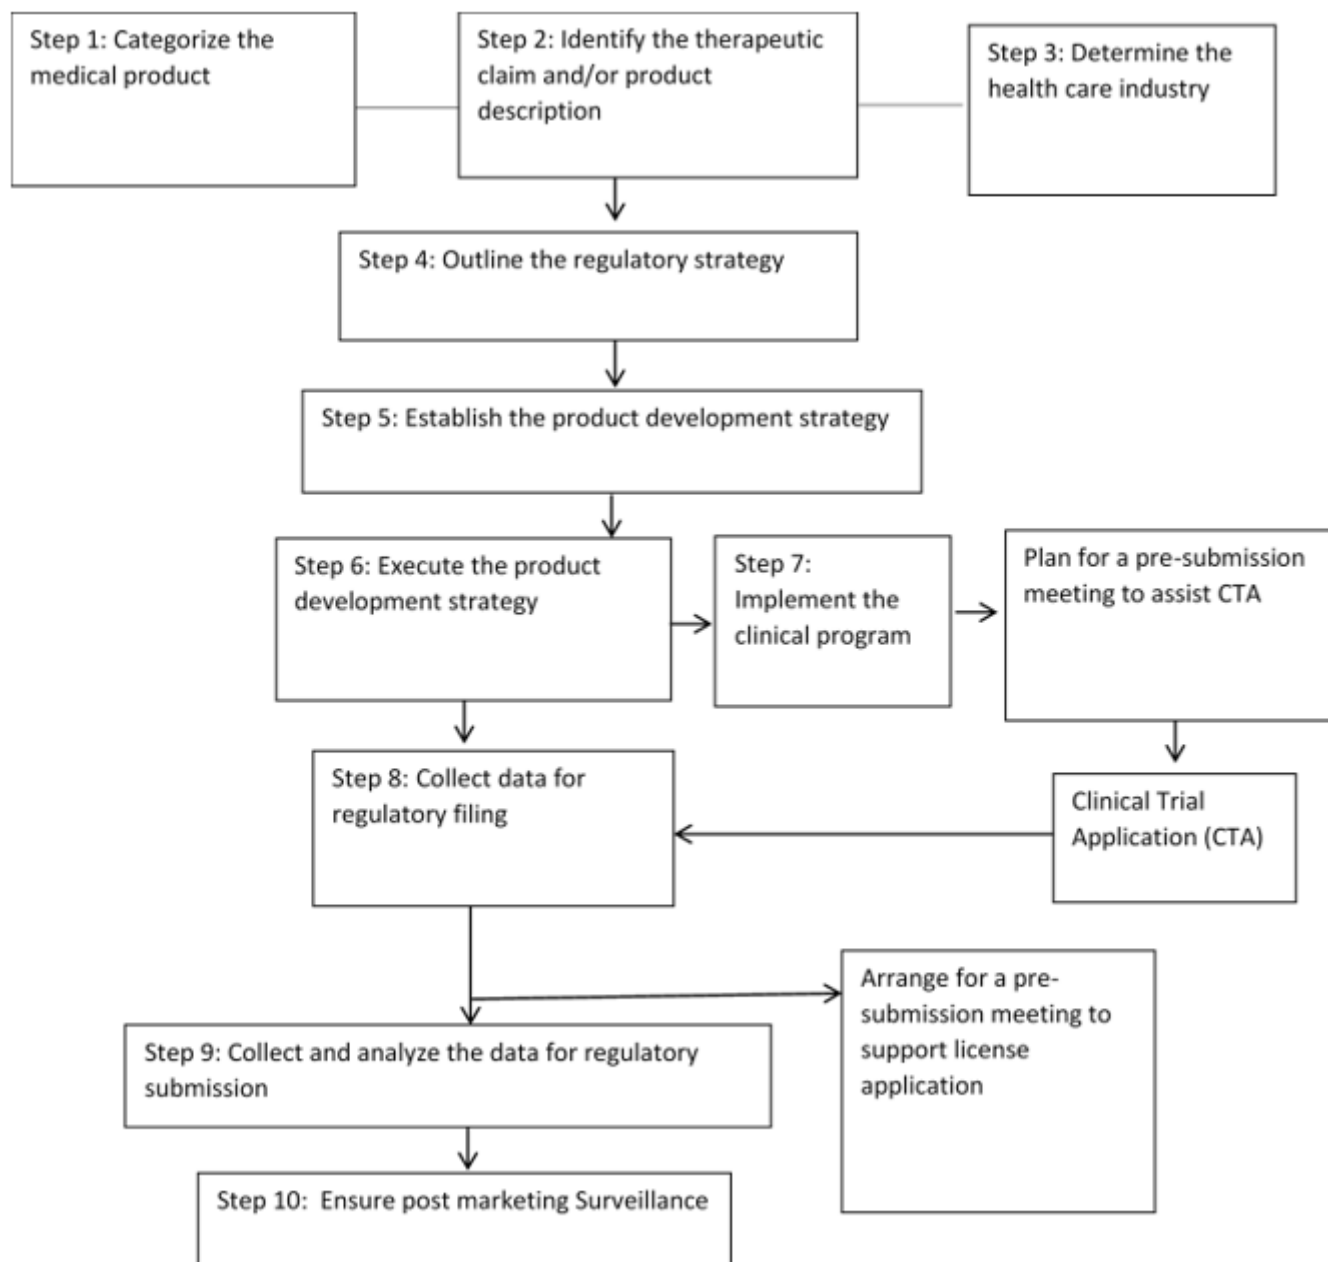 Step 1: Categorize the
medical product
Step 2: Identify the therapeutic
claim and/or product
description
Step 3: Determine the
health care industry
Step 4: Outline the regulatory strategy
Step 5: Establish the product development strategy
Step 6: Execute the product
development strategy
Step 7:
Implement the
clinical program
Plan for a pre-submission
meeting to assist CTA
Step 8: Collect data for
regulatory filing
Clinical Trial
Application (CTA)
Arrange for a pre-
submission meeting to
support license
application
Step 9: Collect and analyze the data for regulatory
submission
Step 10:  Ensure post marketing Surveillance